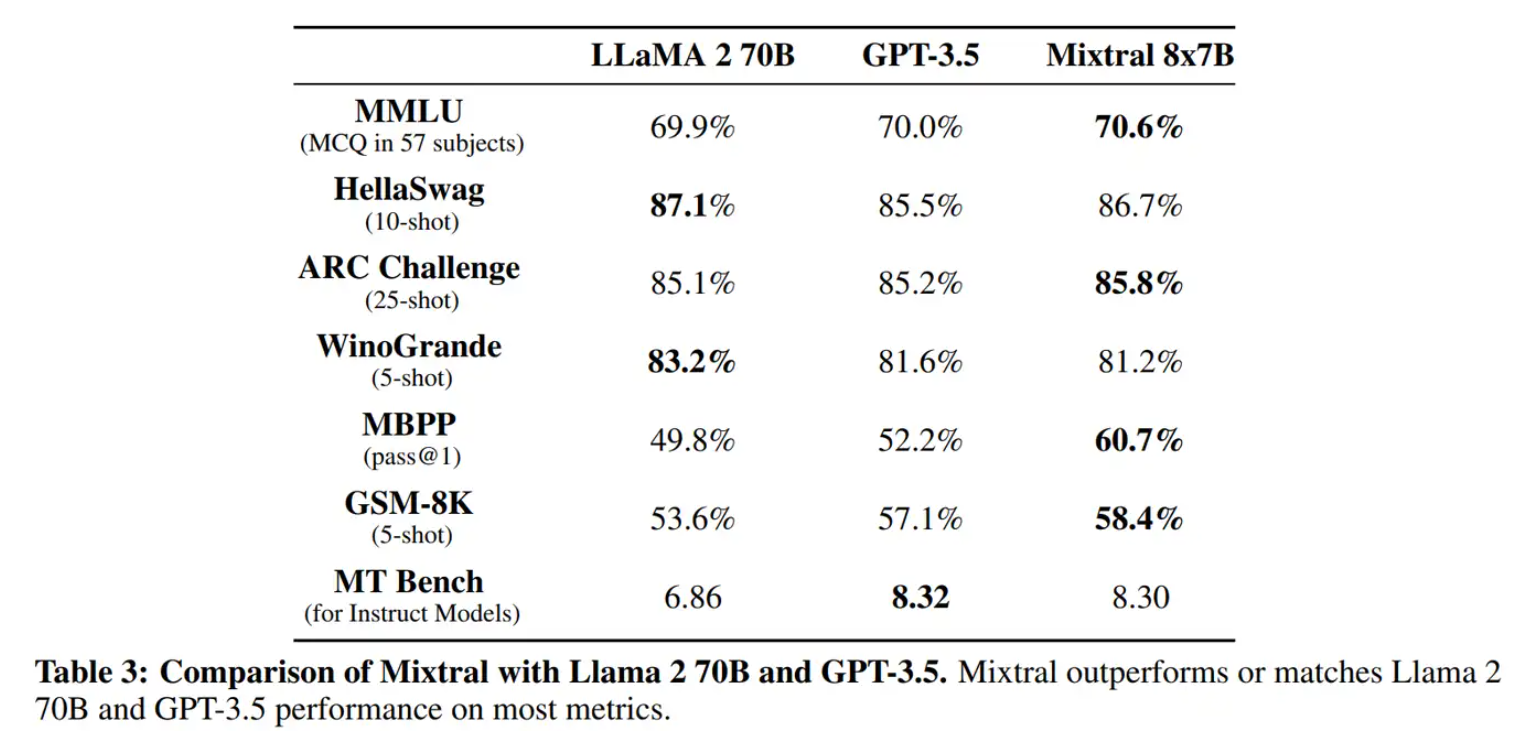 LLaMA 2 70B GPT-3.5 Mixtral 8x7B
MMLU
(MCQ in 57 subjects)
69.9% 70.0% 70.6%
HellaSwag
(10-shot)
87.1% 85.5% 86.7%
ARC Challenge
(25-shot)
85.1% 85.2% 85.8%
WinoGrande
(5-shot)
83.2% 81.6% 81.2%
MBPP
(pass@1)
49.8% 52.2% 60.7%
GSM-8K
(5-shot)
53.6% 57.1% 58.4%
MT Bench
(for Instruct Models)
6.86 8.32 8.30
Table 3: Comparison of Mixtral with Llama 2 70B and GPT-3.5. Mixtral outperforms or matches Llama 2
70B and GPT-3.5 performance on most metrics.